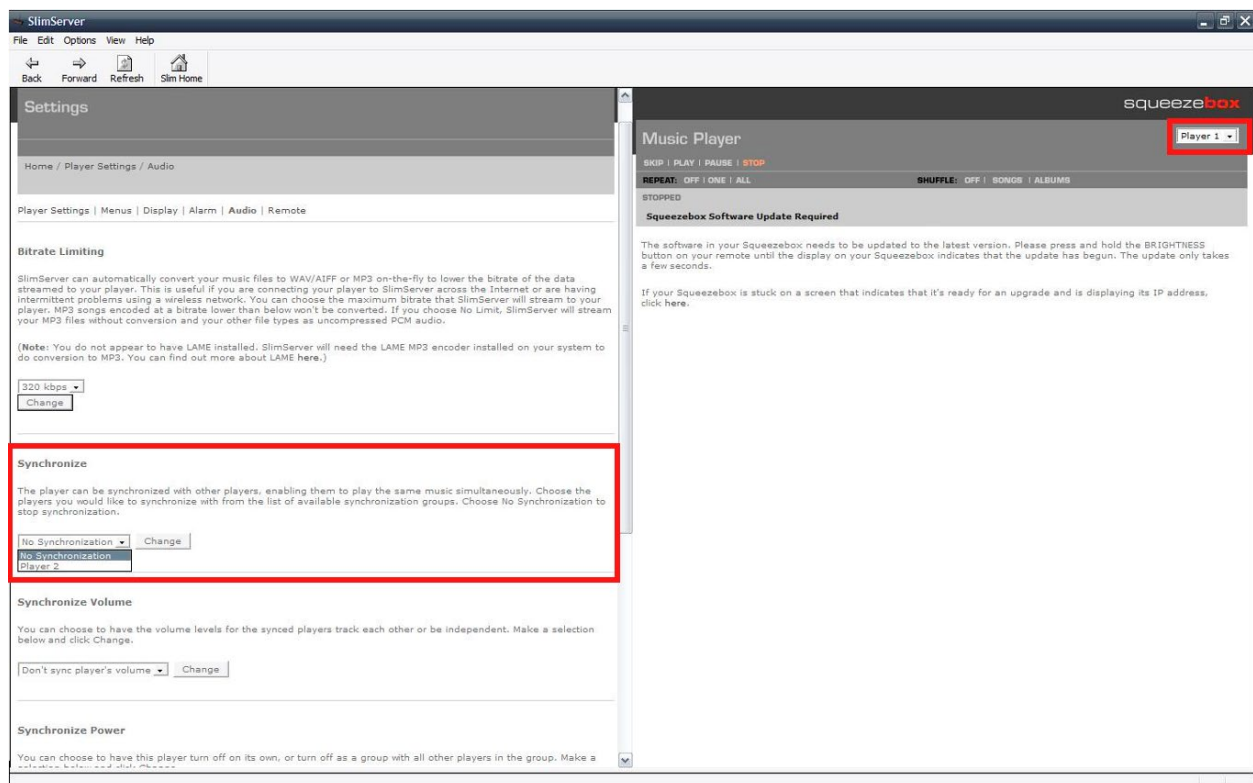 SlimServer
File Edit Options View Help
Back Forward Refresh Slim Home
Settings
Home / Player Settings / Audio
Player Settings | Menus | Display | Alarm | Audio | Remote
Bitrate Limiting
SlimServer can automatically convert your music files to WAV/AIFF or MP3 on-the-fly to lower the bitrate of the data
streamed to your player. This is useful if you are connecting your player to SlimServer across the Internet or are having
intermittent problems using a wireless network. You can choose the maximum bitrate that SlimServer will stream to your
player. MP3 songs encoded at a bitrate lower than below won't be converted. If you choose No Limit, SlimServer will stream
your MP3 files without conversion and your other file types as uncompressed PCM audio.
(Note: You do not appear to have LAME installed. SlimServer will need the LAME MP3 encoder installed on your system to
do conversion to MP3. You can find out more about LAME here.)
320 kbps
Change
Synchronize
The player can be synchronized with other players, enabling them to play the same music simultaneously. Choose the
players you would like to synchronize with from the list of available synchronization groups. Choose No Synchronization to
stop synchronization.
No Synchronization Change
No Synchronization
Player 2
Synchronize Volume
You can choose to have the volume levels for the synced players track each other or be independent. Make a selection
below and click Change.
Don't sync player's volume Change
Synchronize Power
You can choose to have this player turn off on its own, or turn off as a group with all other players in the group. Make a
selection below and click Change.
squeezebox
Music Player
Player 1
SKIP | PLAY | PAUSE | STOP
REPEAT: OFF | ONE | ALL SHUFFLE: OFF | SONGS | ALBUMS
STOPPED
Squeezebox Software Update Required
The software in your Squeezebox needs to be updated to the latest version. Please press and hold the BRIGHTNESS
button on your remote until the display on your Squeezebox indicates that the update has begun. The update only takes
a few seconds.
If your Squeezebox is stuck on a screen that indicates that it's ready for an upgrade and is displaying its IP address,
click here.